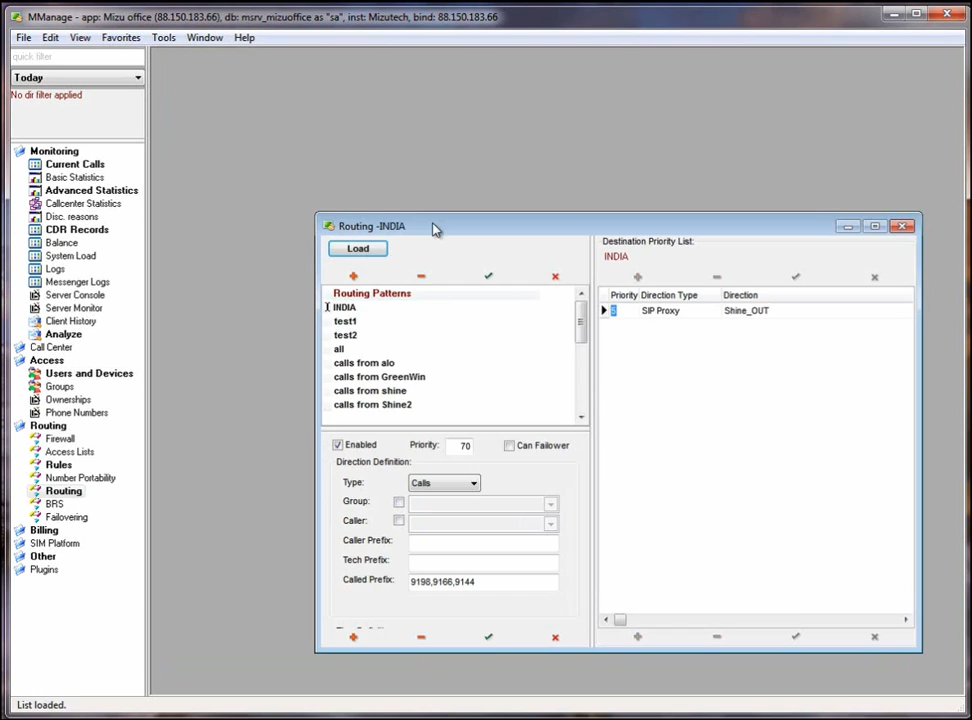 MManage - app: Mizu office (88.150.183.66), db: msrv_mizuoffice as "sa", inst: Mizutech, bind: 88.150.183.66
File Edit View Favorites Tools Window Help
quick filter
Today
No dir filter applied
Monitoring
Current Calls
Basic Statistics
Advanced Statistics
Callcenter Statistics
Disc. reasons
CDR Records
Balance
System Load
Logs
Messenger Logs
Server Console
Server Monitor
Client History
Analyze
Call Center
Access
Users and Devices
Groups
Ownerships
Phone Numbers
Routing
Firewall
Access Lists
Rules
Number Portability
Routing
BRS
Failovering
Billing
SIM Platform
Other
Plugins
Routing -INDIA
Load
Routing Patterns
INDIA
test1
test2
all
calls from alo
calls from GreenWin
calls from shine
calls from Shine2
Enabled Priority: 70 Can Failower
Direction Definition:
Type: Calls
Group:
Caller:
Caller Prefix:
Tech Prefix:
Called Prefix: 9198,9166,9144
Destination Priority List:
INDIA
Priority Direction Type Direction
5 SIP Proxy Shine_OUT
List loaded.